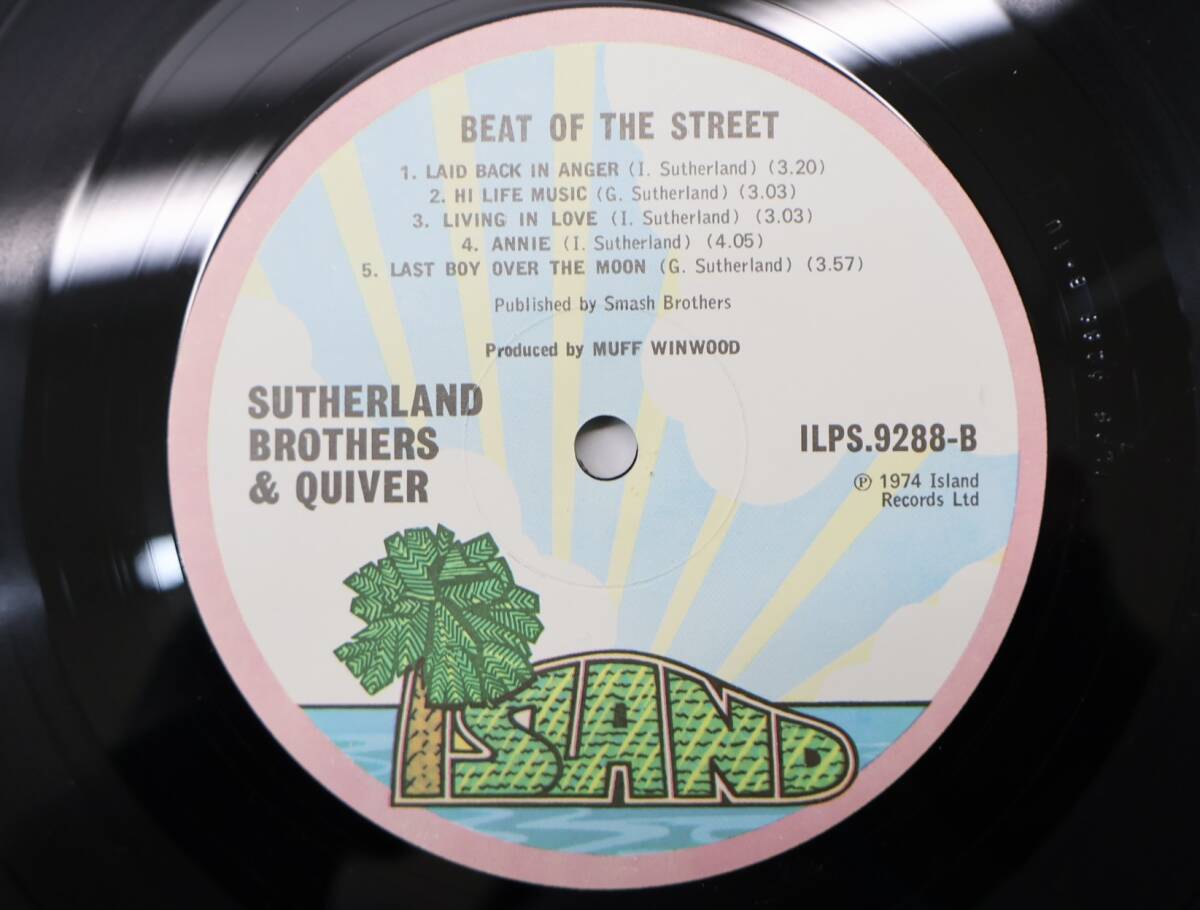 BEAT OF THE STREET
1. LAID BACK IN ANGER (I. Sutherland) (3.20)
2. HI LIFE MUSIC (G. Sutherland) (3.03)
3. LIVING IN LOVE (I. Sutherland) (3.03)
4. ANNIE (I. Sutherland) (4.05)
5. LAST BOY OVER THE MOON (G. Sutherland) (3.57)
Published by Smash Brothers
Produced by MUFF WINWOOD
SUTHERLAND
BROTHERS
& QUIVER
ILPS.9288-B
℗ 1974 Island
Records Ltd
ISLAND